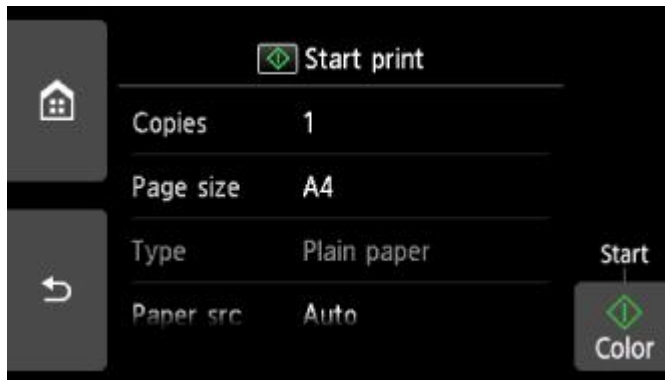 Start print
Copies 1
Page size A4
Type Plain paper
Paper src Auto
Start
Color